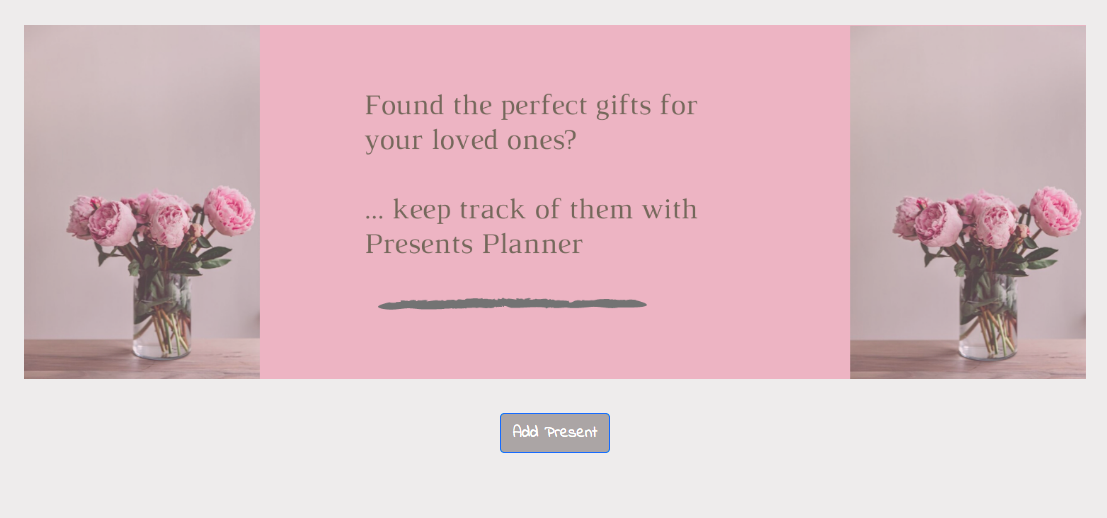 Found the perfect gifts for
your loved ones?
... keep track of them with
Presents Planner
Add Present